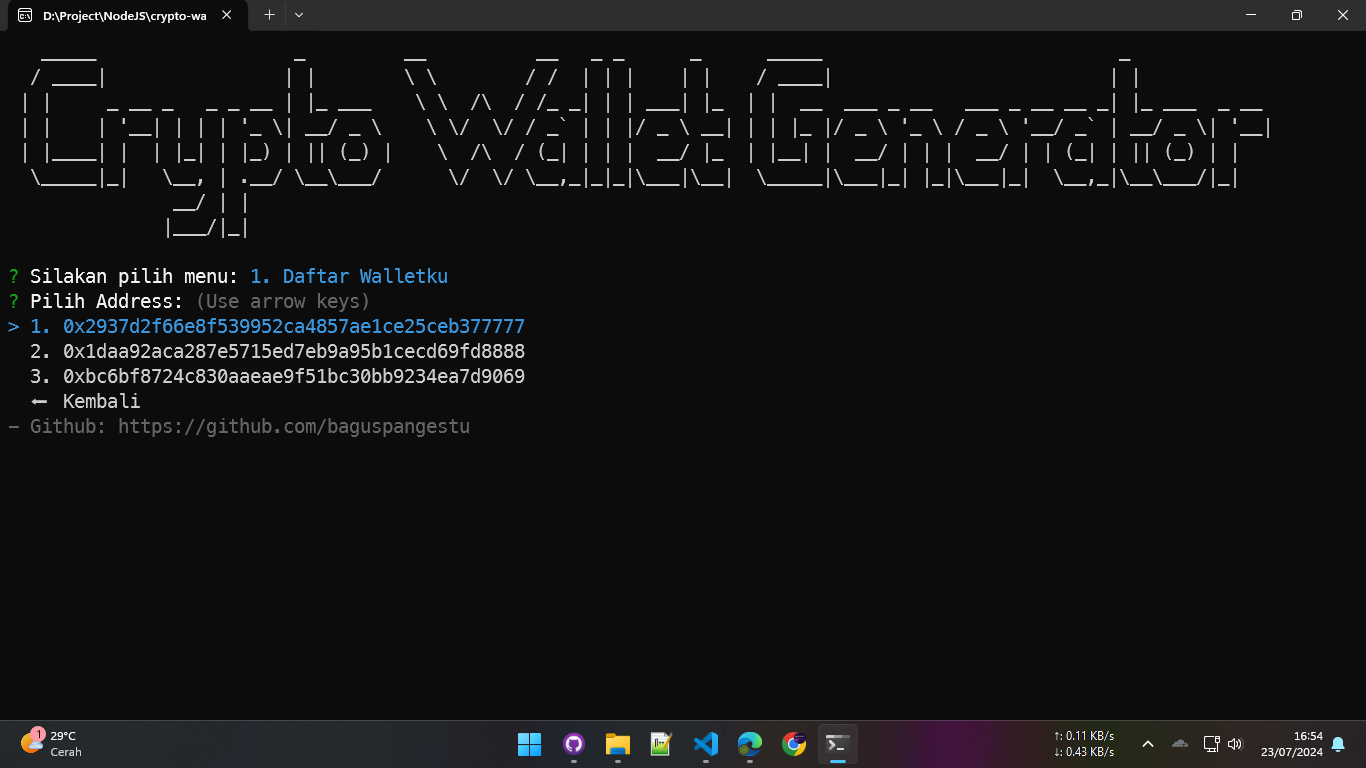 D:\Project\NodeJS\crypto-wa
Crypto Wallet Generator
? Silakan pilih menu: 1. Daftar Walletku
? Pilih Address: (Use arrow keys)
> 1. 0x2937d2f66e8f539952ca4857ae1ce25ceb377777
2. 0x1daa92aca287e5715ed7eb9a95b1cecd69fd8888
3. 0xbc6bf8724c830aaeae9f51bc30bb9234ea7d9069
← Kembali
– Github: https://github.com/baguspangestu
1
29°C
Cerah
↑: 0.11 KB/s
↓: 0.43 KB/s
16:54
23/07/2024